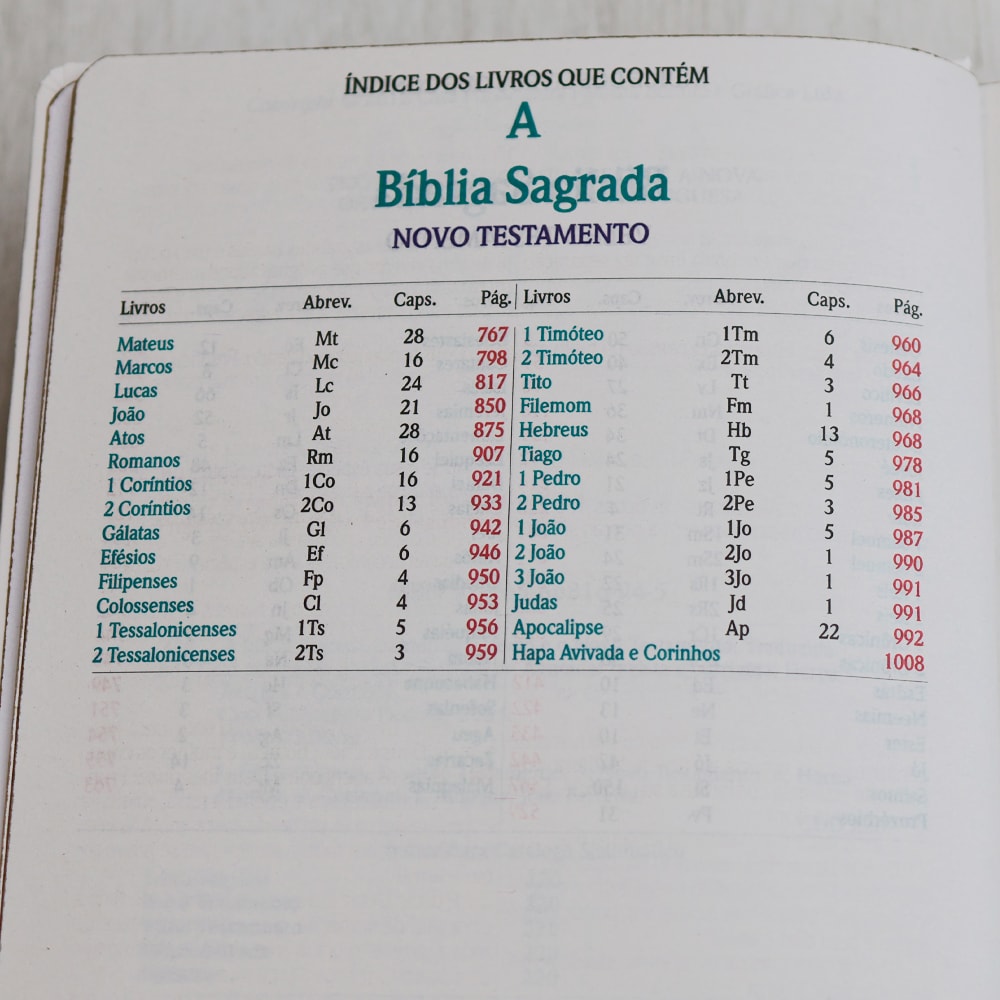 ÍNDICE DOS LIVROS QUE CONTÉM
A
Bíblia Sagrada
NOVO TESTAMENTO
Livros Abrev. Caps. Pág. Livros Abrev. Caps. Pág.
Mateus Mt 28 767 1 Timóteo 1Tm 6 960
Marcos Mc 16 798 2 Timóteo 2Tm 4 964
Lucas Lc 24 817 Tito Tt 3 966
João Jo 21 850 Filemom Fm 1 968
Atos At 28 875 Hebreus Hb 13 968
Romanos Rm 16 907 Tiago Tg 5 978
1 Coríntios 1Co 16 921 1 Pedro 1Pe 5 981
2 Coríntios 2Co 13 933 2 Pedro 2Pe 3 985
Gálatas Gl 6 942 1 João 1Jo 5 987
Efésios Ef 6 946 2 João 2Jo 1 990
Filipenses Fp 4 950 3 João 3Jo 1 991
Colossenses Cl 4 953 Judas Jd 1 991
1 Tessalonicenses 1Ts 5 956 Apocalipse Ap 22 992
2 Tessalonicenses 2Ts 3 959 Hapa Avivada e Corinhos 1008